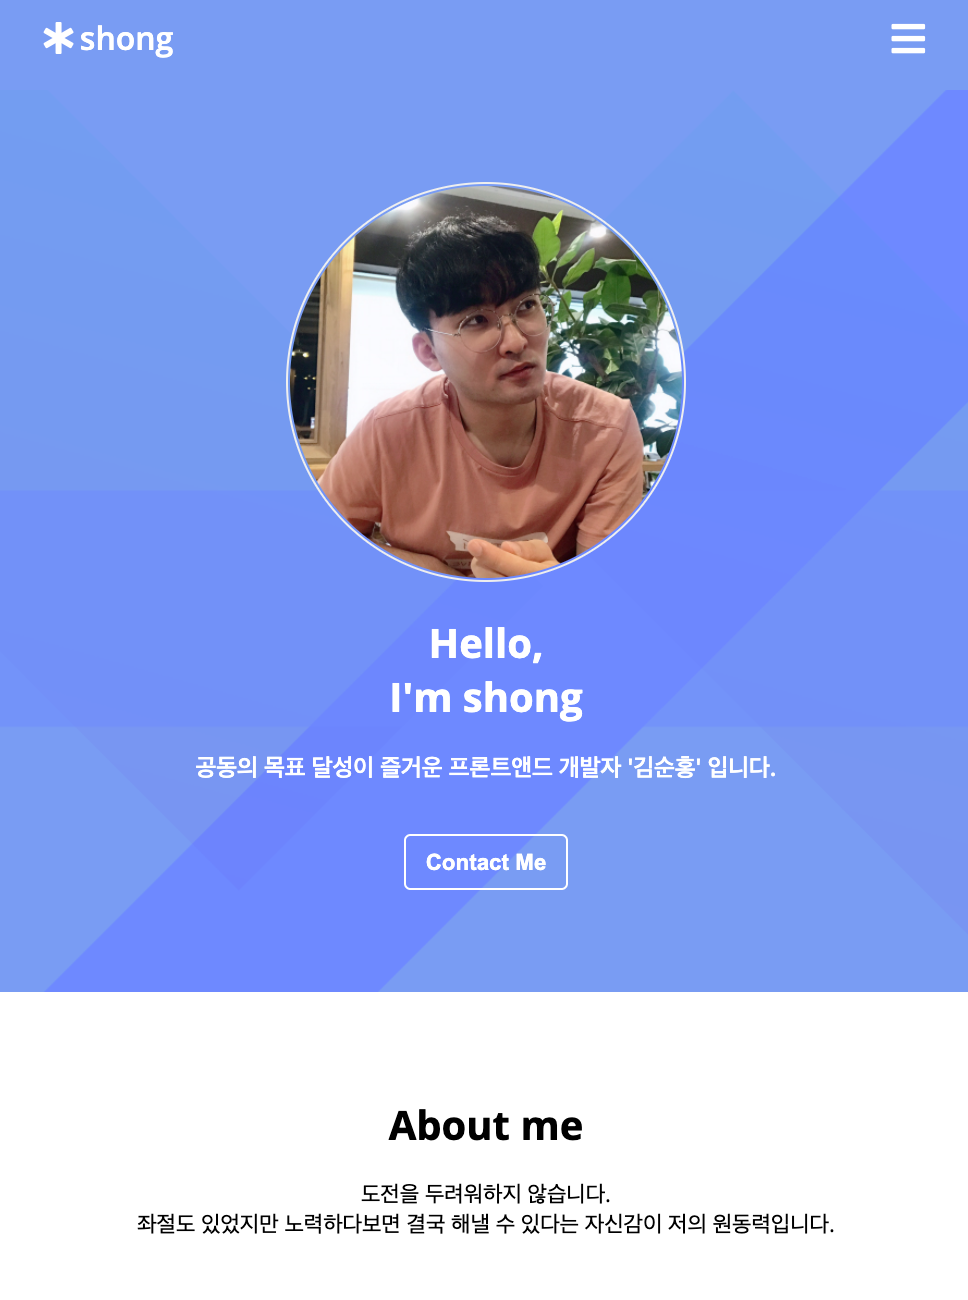 shong
Hello,
I'm shong
공동의 목표 달성이 즐거운 프론트앤드 개발자 '김순홍' 입니다.
Contact Me
About me
도전을 두려워하지 않습니다.
좌절도 있었지만 노력하다보면 결국 해낼 수 있다는 자신감이 저의 원동력입니다.